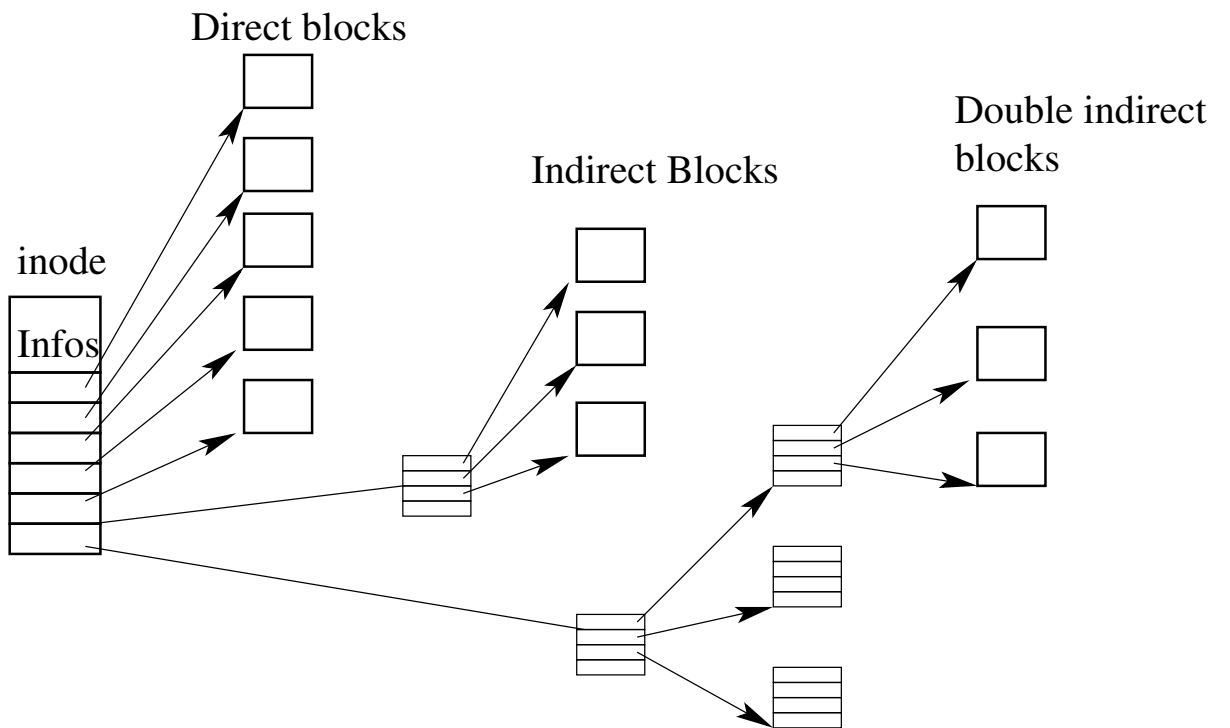 Direct blocks
Double indirect
blocks
Indirect Blocks
inode
Infos